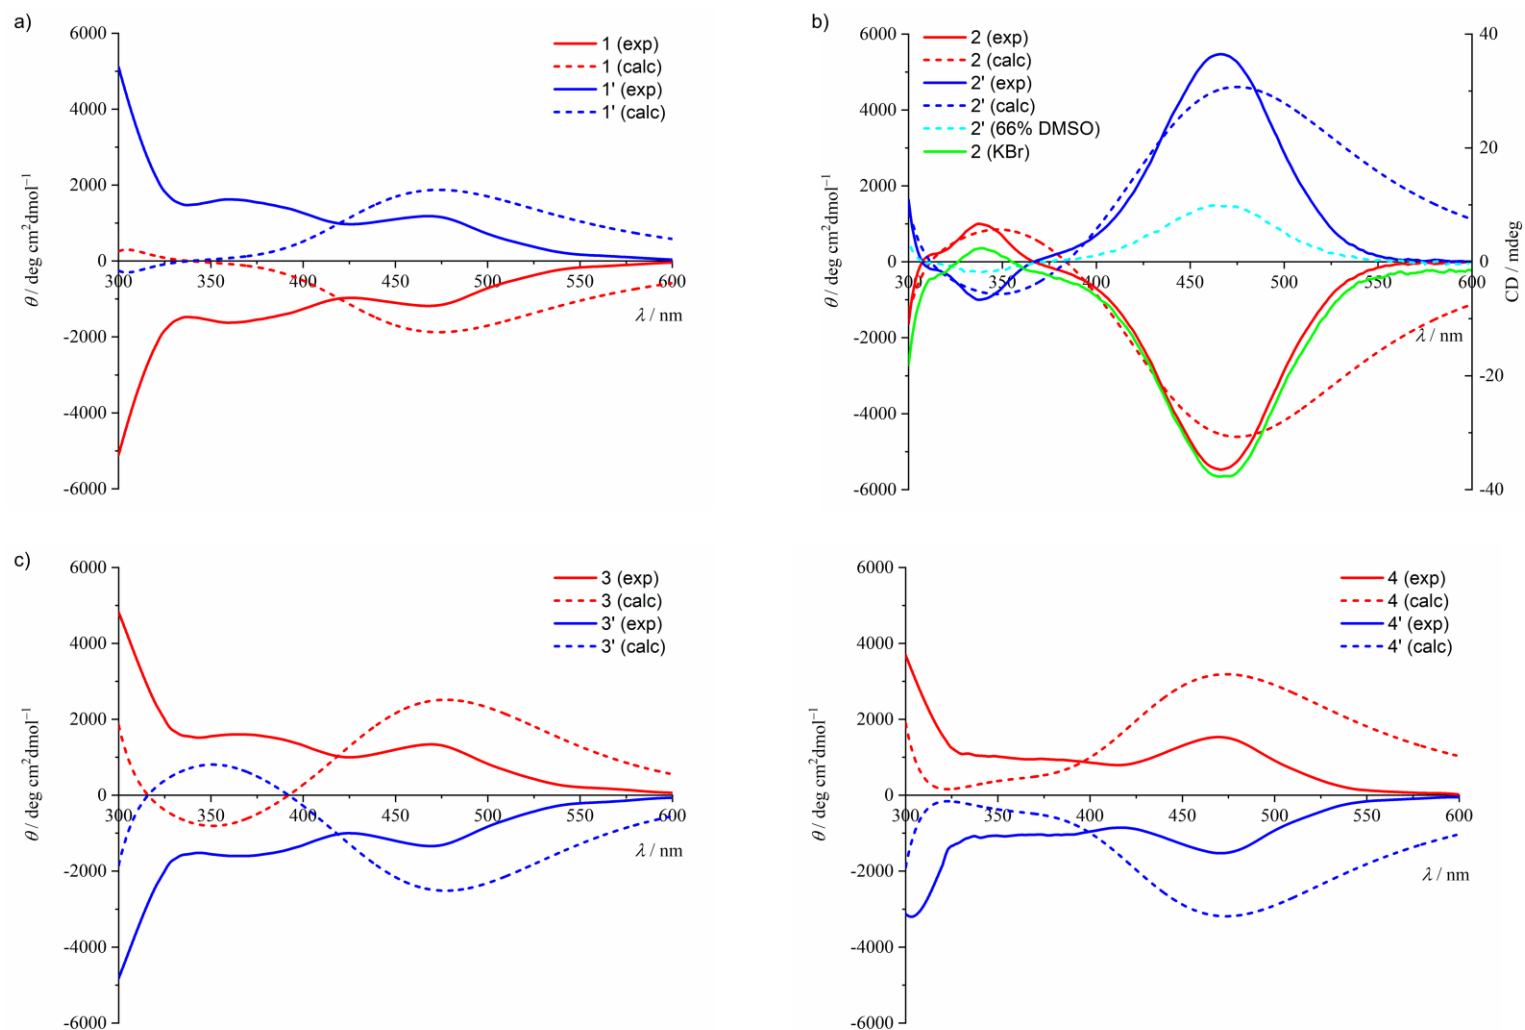 a)
θ / deg cm²dmol⁻¹
6000
4000
2000
0
-2000
-4000
-6000
300 350 400 450 500 550 600
λ / nm
1 (exp)
1 (calc)
1' (exp)
1' (calc)
b)
θ / deg cm²dmol⁻¹
6000
4000
2000
0
-2000
-4000
-6000
300 350 400 450 500 550 600
λ / nm
2 (exp)
2 (calc)
2' (exp)
2' (calc)
2' (66% DMSO)
2 (KBr)
40
20
0
-20
-40
CD / mdeg
c)
θ / deg cm²dmol⁻¹
6000
4000
2000
0
-2000
-4000
-6000
300 350 400 450 500 550 600
λ / nm
3 (exp)
3 (calc)
3' (exp)
3' (calc)
θ / deg cm²dmol⁻¹
6000
4000
2000
0
-2000
-4000
-6000
300 350 400 450 500 550 600
λ / nm
4 (exp)
4 (calc)
4' (exp)
4' (calc)